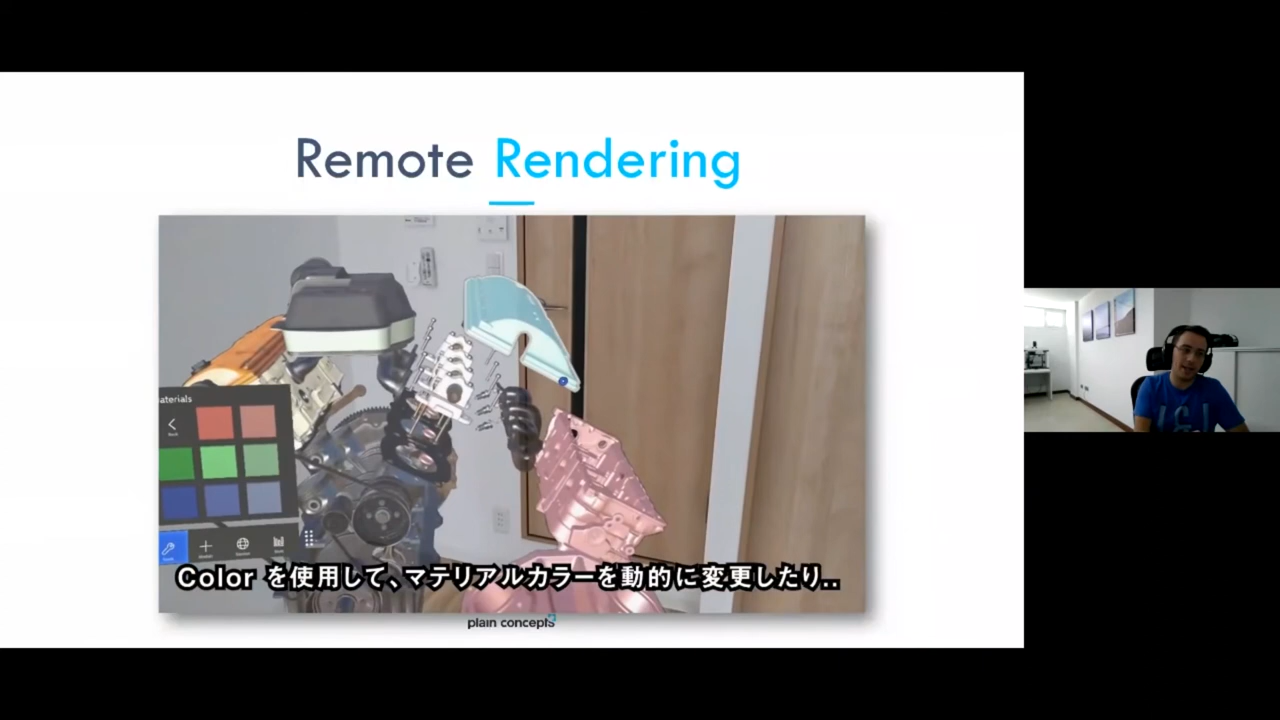 Remote Rendering
aterials
Back
Color を使用して、マテリアルカラーを動的に変更したり..
plain concepts